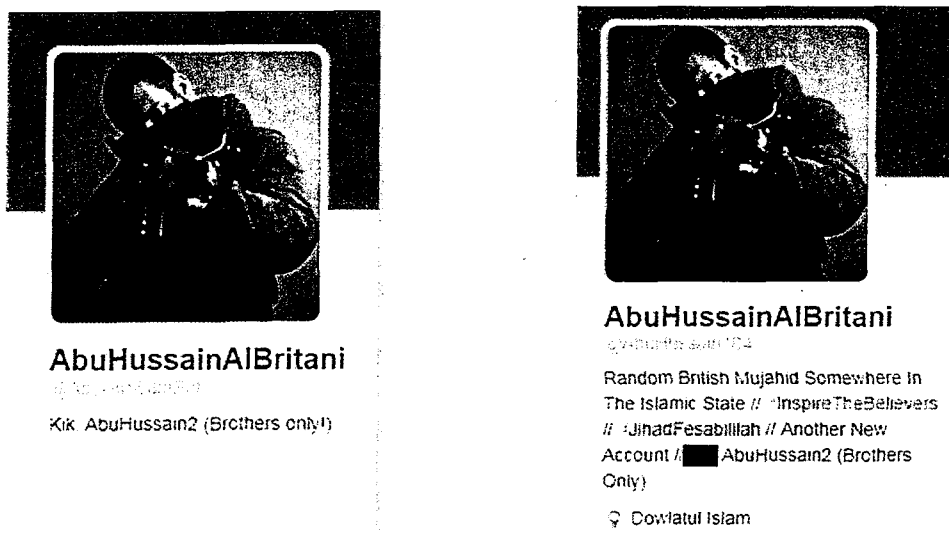 AbuHussainAlBritani
Kik: AbuHussain2 (Brothers only!)
AbuHussainAlBritani
Random British Mujahid Somewhere In
The Islamic State // #InspireTheBelievers
// #JihadFesabilillah // Another New
Account // AbuHussain2 (Brothers
Only)
Dowlatul Islam